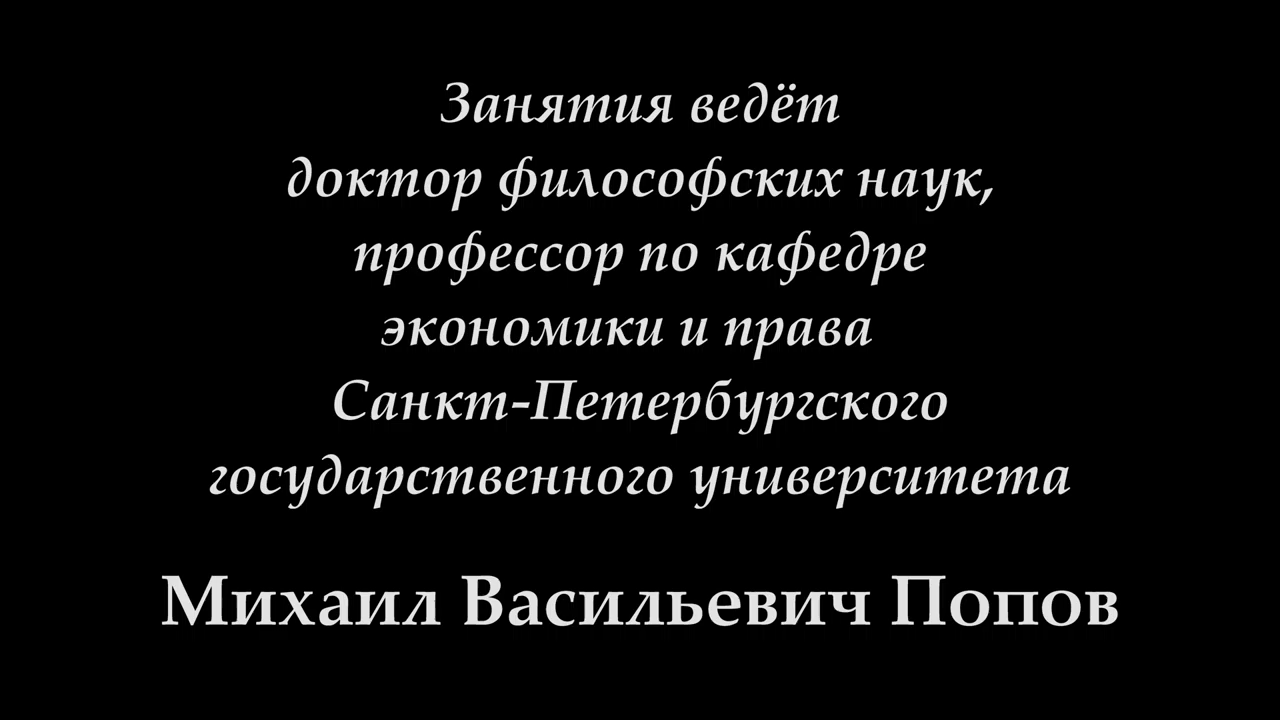 Занятия ведёт
доктор философских наук,
профессор по кафедре
экономики и права
Санкт-Петербургского
государственного университета
Михаил Васильевич Попов